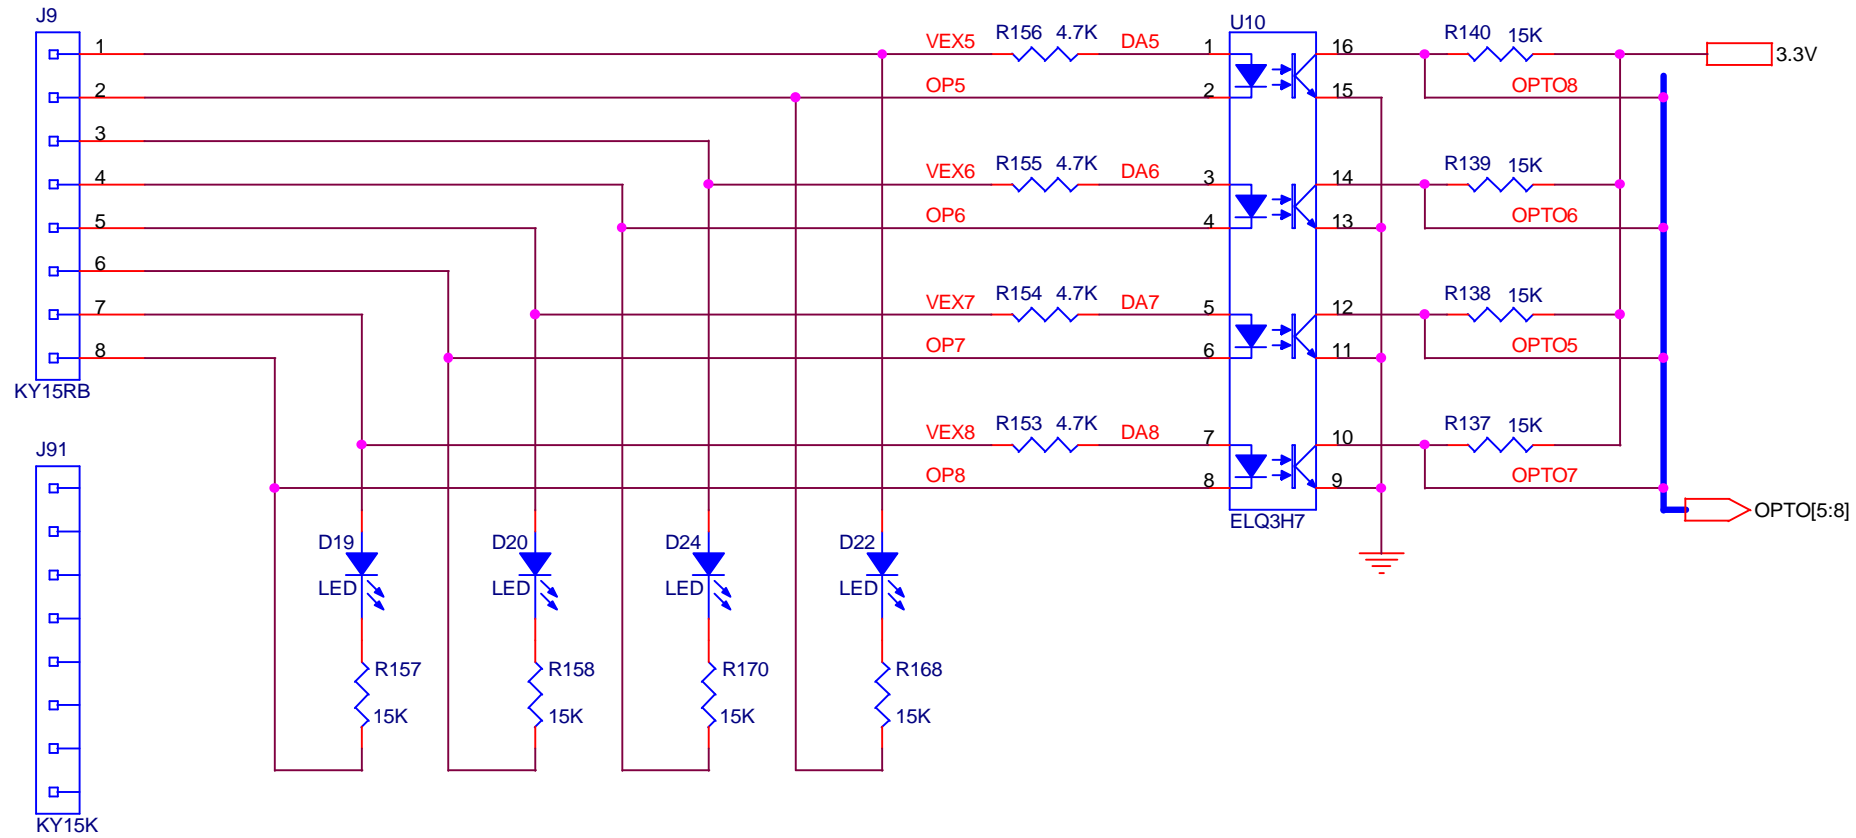 J9
1
2
3
4
5
6
7
8
KY15RB
J91
KY15K
VEX5 R156 4.7K DA5
OP5
VEX6 R155 4.7K DA6
OP6
VEX7 R154 4.7K DA7
OP7
VEX8 R153 4.7K DA8
OP8
U10
1 16
2 15
3 14
4 13
5 12
6 11
7 10
8 9
ELQ3H7
R140 15K
OPTO8
R139 15K
OPTO6
R138 15K
OPTO5
R137 15K
OPTO7
3.3V
OPTO[5:8]
D19
LED
R157
15K
D20
LED
R158
15K
D24
LED
R170
15K
D22
LED
R168
15K